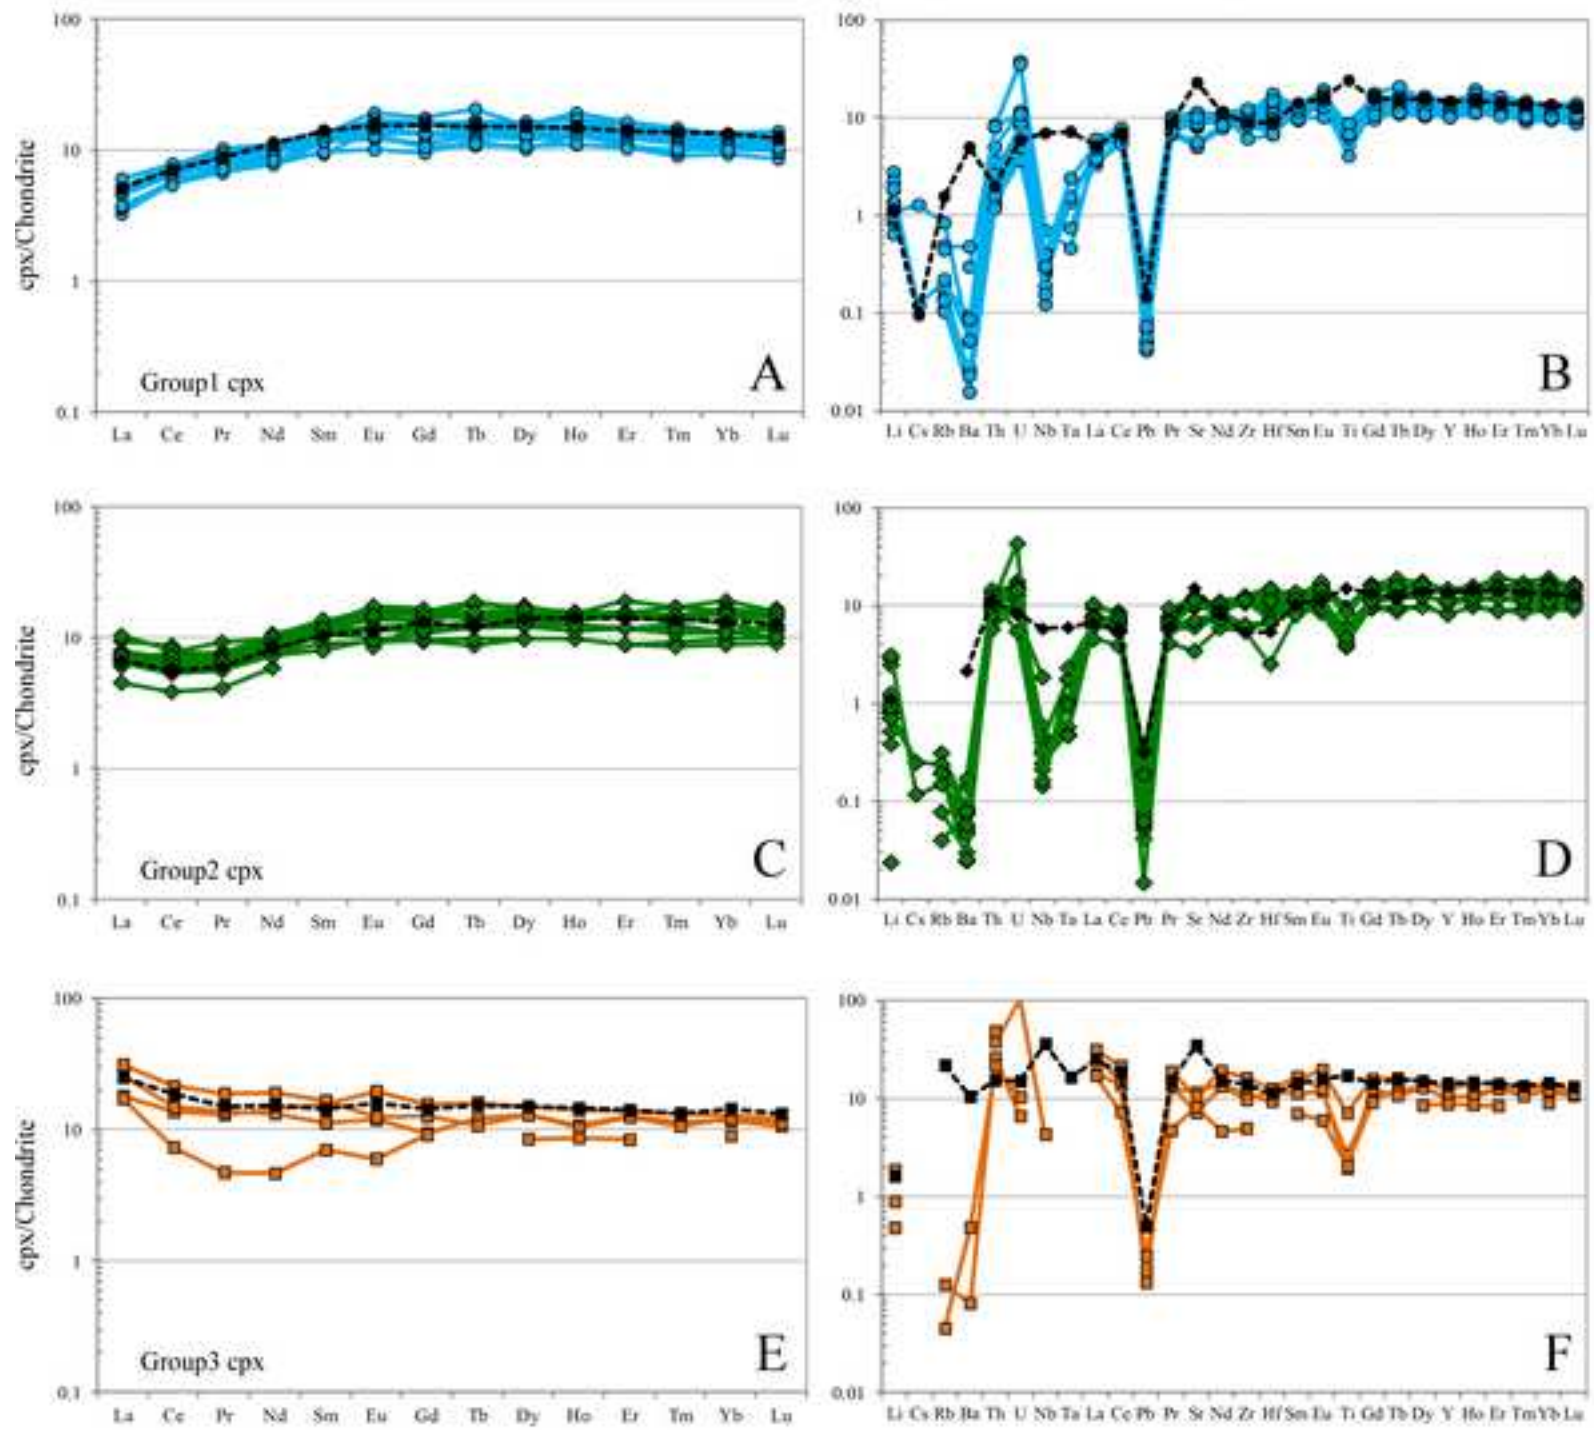 100
10
1
0.1
cpx/Chondrite
Group1 cpx
A
La Ce Pr Nd Sm Eu Gd Tb Dy Ho Er Tm Yb Lu
100
10
1
0.1
0.01
B
Li Cs Rb Ba Th U Nb Ta La Ce Pb Pr Sr Nd Zr Hf Sm Eu Ti Gd Tb Dy Y Ho Er Tm Yb Lu
100
10
1
0.1
cpx/Chondrite
Group2 cpx
C
La Ce Pr Nd Sm Eu Gd Tb Dy Ho Er Tm Yb Lu
100
10
1
0.1
0.01
D
Li Cs Rb Ba Th U Nb Ta La Ce Pb Pr Sr Nd Zr Hf Sm Eu Ti Gd Tb Dy Y Ho Er Tm Yb Lu
100
10
1
0.1
cpx/Chondrite
Group3 cpx
E
La Ce Pr Nd Sm Eu Gd Tb Dy Ho Er Tm Yb Lu
100
10
1
0.1
0.01
F
Li Cs Rb Ba Th U Nb Ta La Ce Pb Pr Sr Nd Zr Hf Sm Eu Ti Gd Tb Dy Y Ho Er Tm Yb Lu